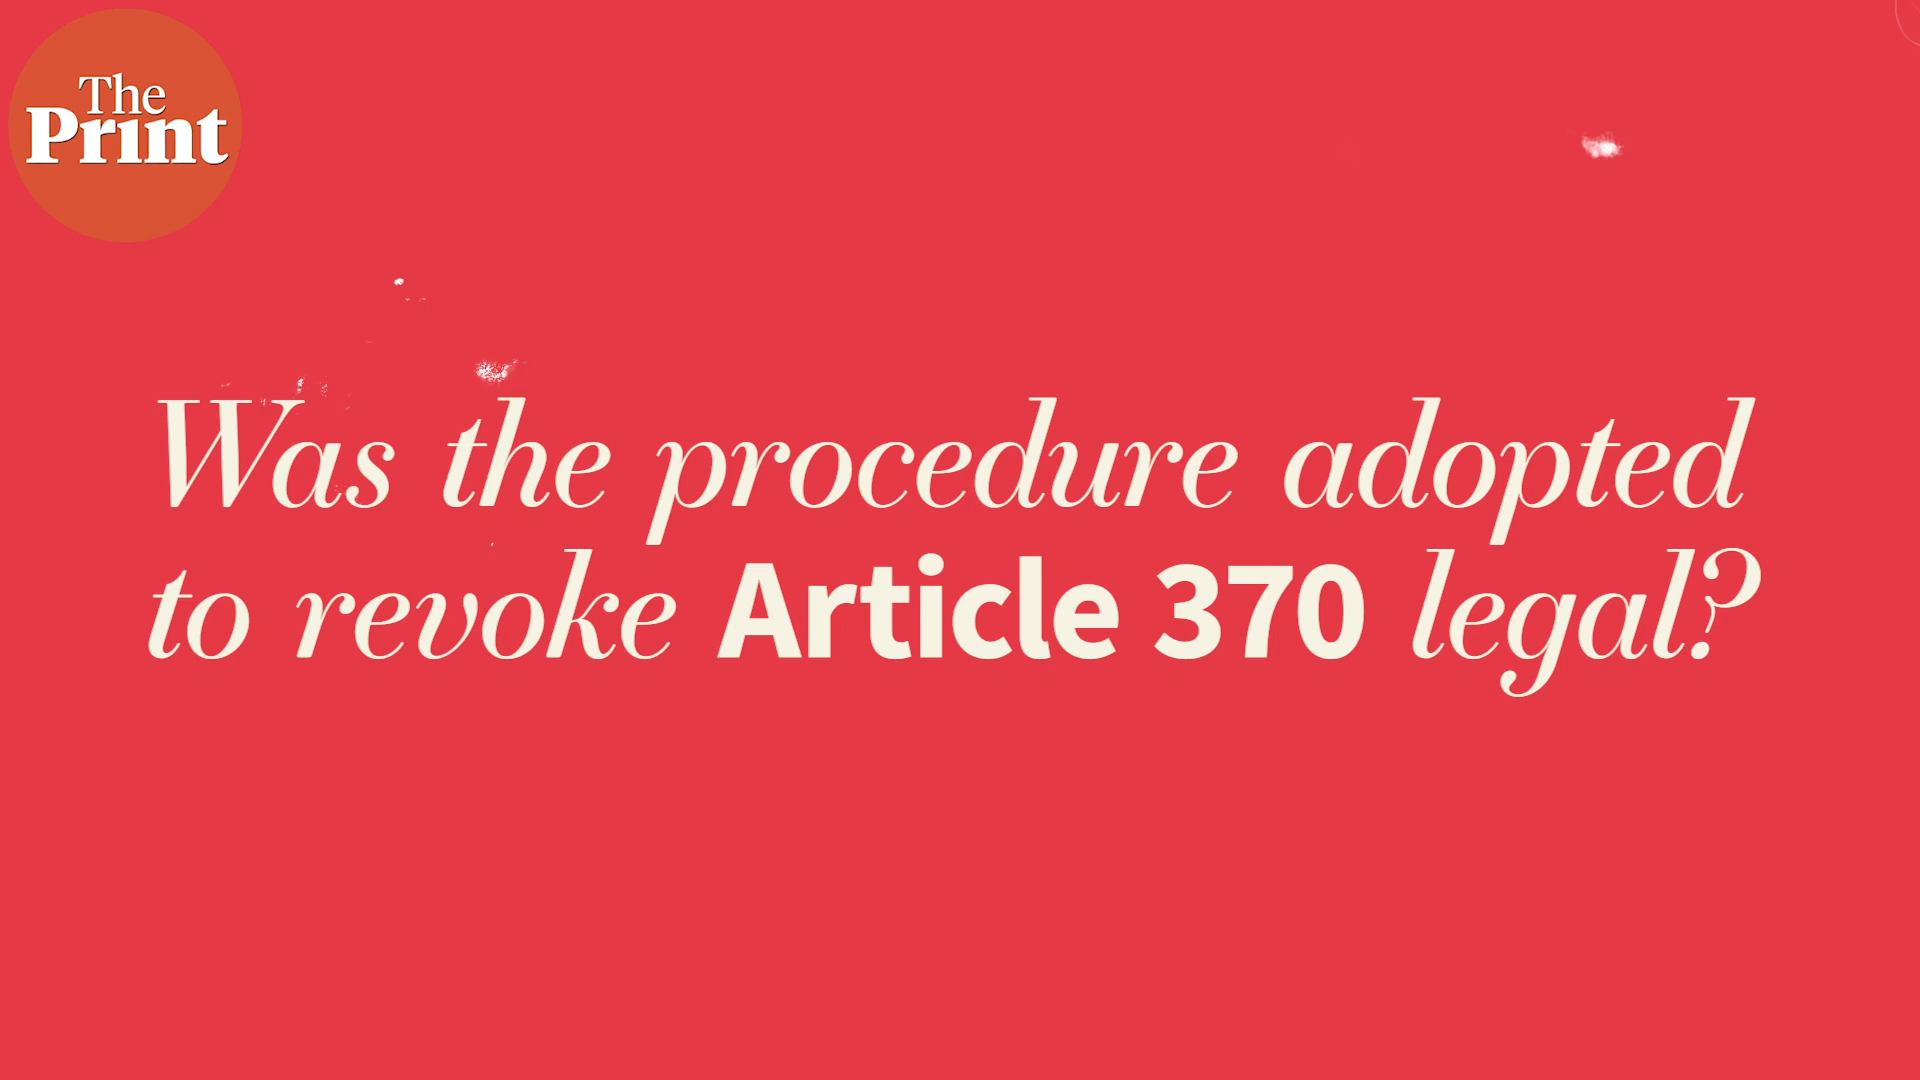 The
Print
Was the procedure adopted
to revoke Article 370 legal?